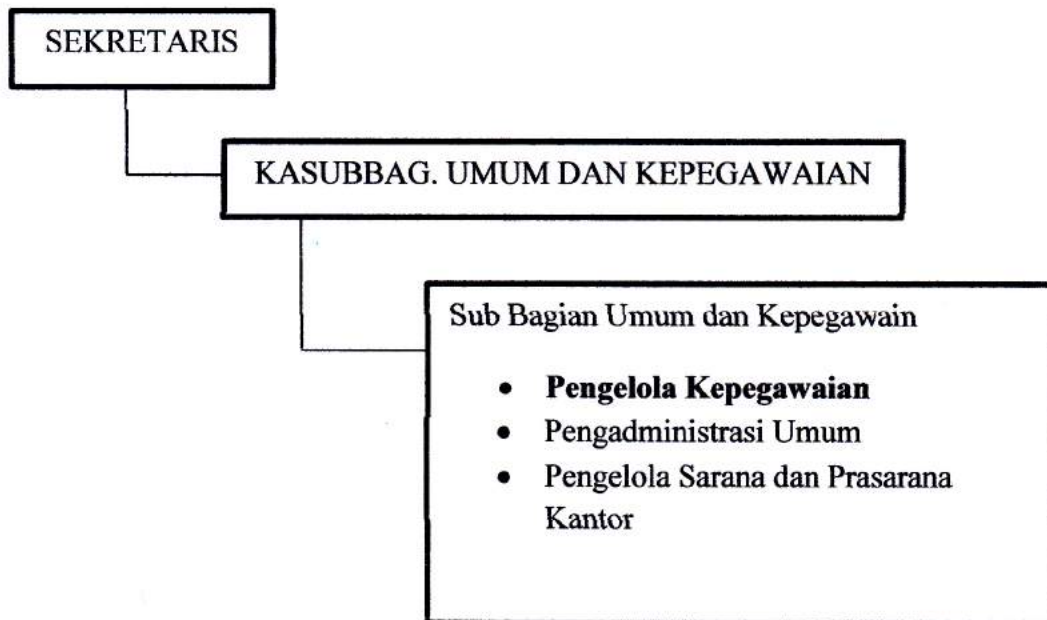 SEKRETARIS
KASUBBAG. UMUM DAN KEPEGAWAIAN
Sub Bagian Umum dan Kepegawain
• Pengelola Kepegawaian
• Pengadministrasi Umum
• Pengelola Sarana dan Prasarana
Kantor